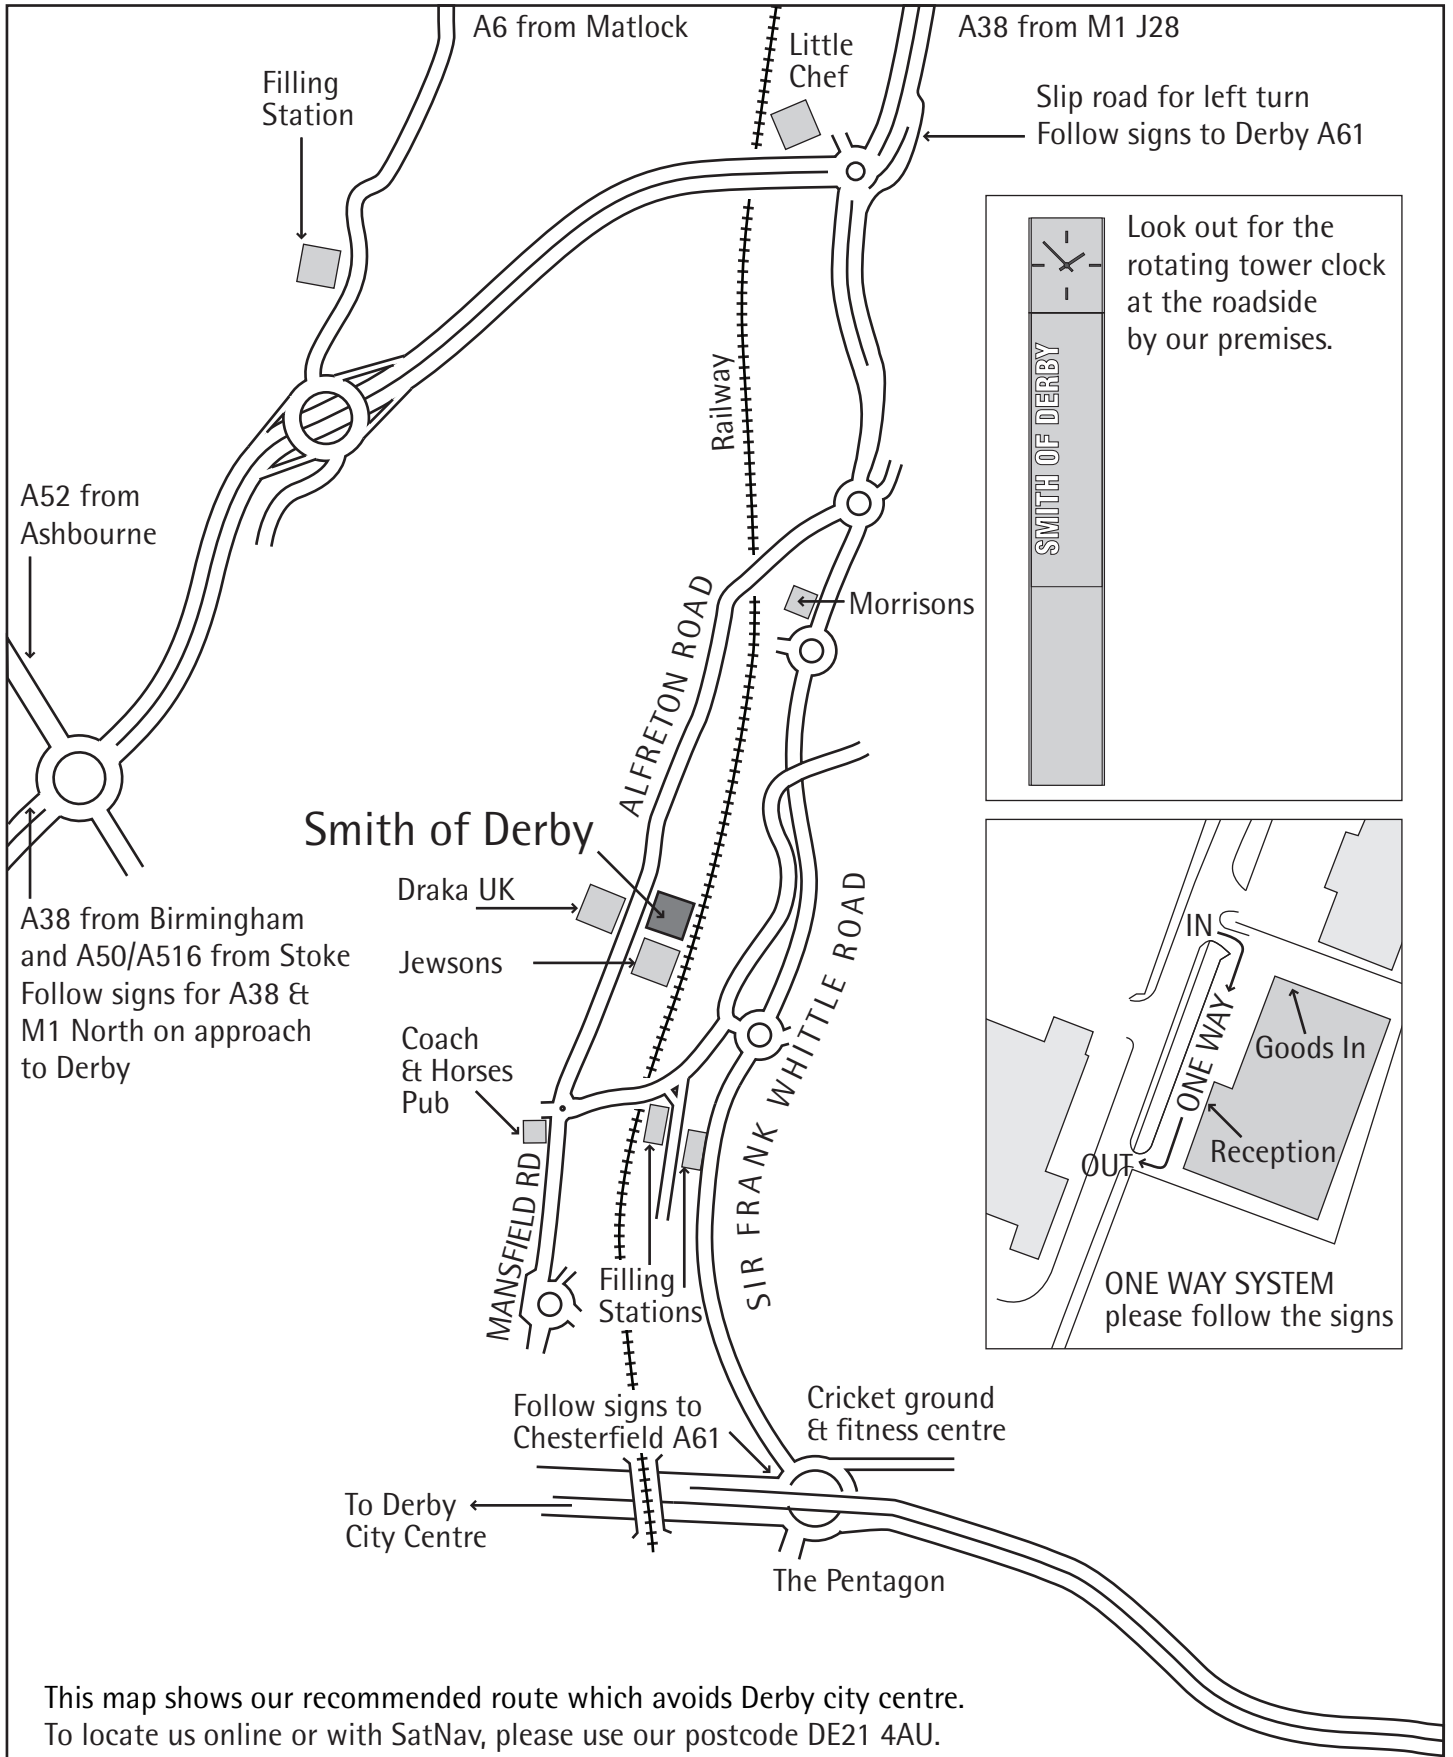 A6 from Matlock
A38 from M1 J28
Little
Chef
Filling
Station
Slip road for left turn
Follow signs to Derby A61
Look out for the
rotating tower clock
at the roadside
by our premises.
SMITH OF DERBY
Railway
A52 from
Ashbourne
ALFRETON ROAD
Morrisons
Smith of Derby
Draka UK
Jewsons
A38 from Birmingham
and A50/A516 from Stoke
Follow signs for A38 &
M1 North on approach
to Derby
Coach
& Horses
Pub
SIR FRANK WHITTLE ROAD
MANSFIELD RD
Filling
Stations
IN
ONE WAY
Goods In
Reception
OUT
ONE WAY SYSTEM
please follow the signs
Follow signs to
Chesterfield A61
Cricket ground
& fitness centre
To Derby
City Centre
The Pentagon
This map shows our recommended route which avoids Derby city centre.
To locate us online or with SatNav, please use our postcode DE21 4AU.